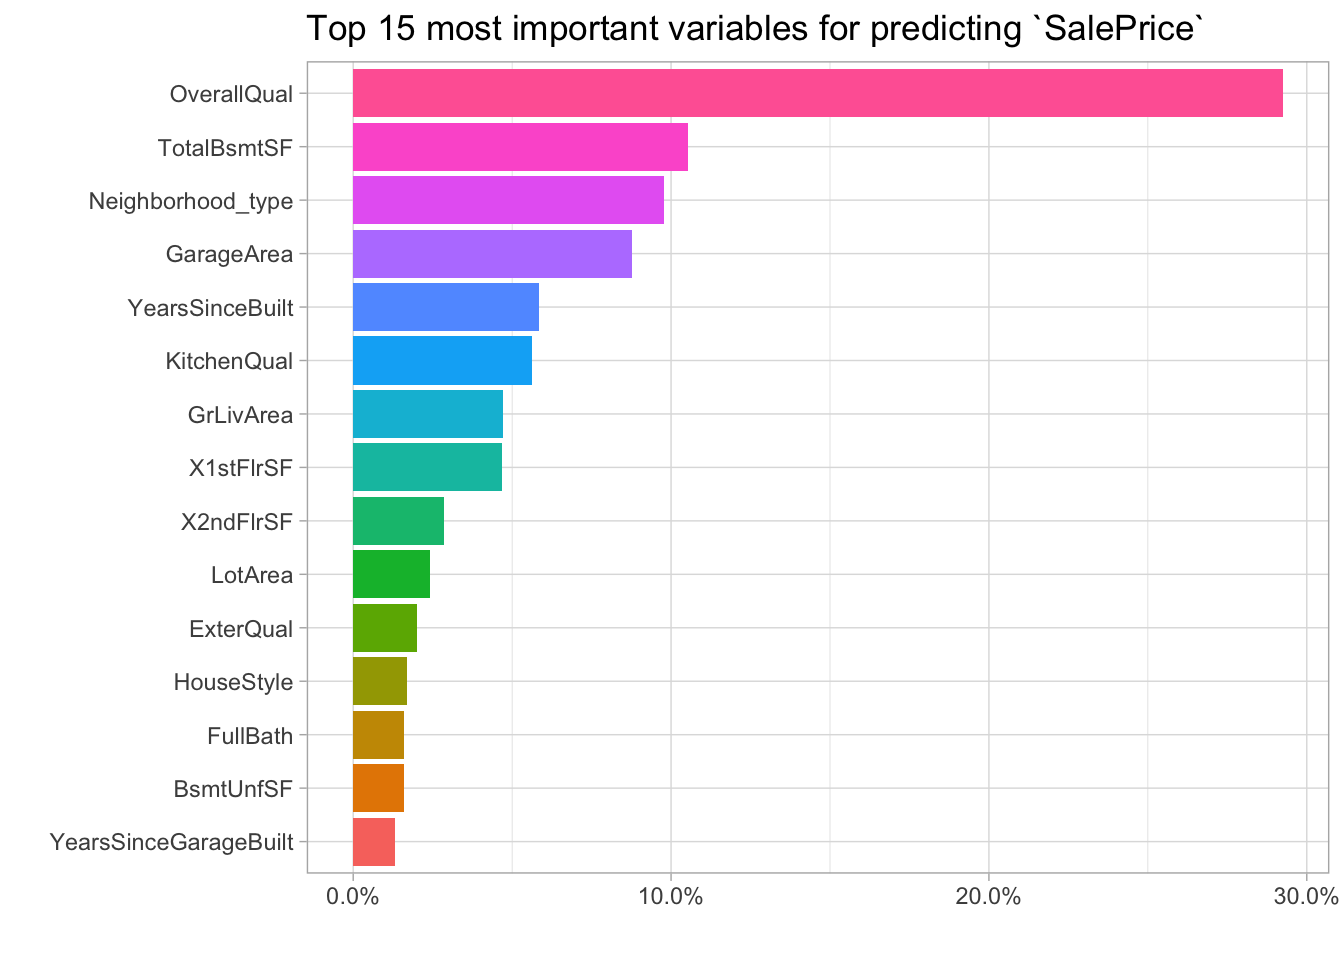 Top 15 most important variables for predicting `SalePrice`
OverallQual
TotalBsmtSF
Neighborhood_type
GarageArea
YearsSinceBuilt
KitchenQual
GrLivArea
X1stFlrSF
X2ndFlrSF
LotArea
ExterQual
HouseStyle
FullBath
BsmtUnfSF
YearsSinceGarageBuilt
0.0% 10.0% 20.0% 30.0%